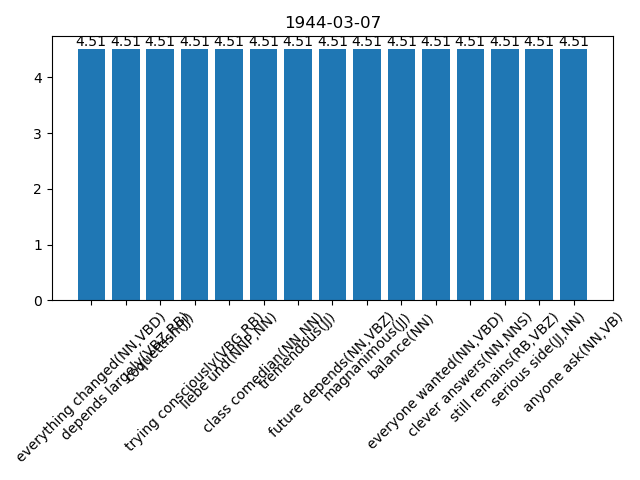 1944-03-07
4.51 4.51 4.51 4.51 4.51 4.51 4.51 4.51 4.51 4.51 4.51 4.51 4.51 4.51 4.51
4
3
2
1
0
everything changed(NN,VBD)
depends largely(VBZ,RB)
coquettish(JJ)
trying consciously(VBG,RB)
liebe und(NNP,NN)
class comedian(NN,NN)
tremendous(JJ)
future depends(NN,VBZ)
magnanimous(JJ)
balance(NN)
everyone wanted(NN,VBD)
clever answers(NN,NNS)
still remains(RB,VBZ)
serious side(JJ,NN)
anyone ask(NN,VB)